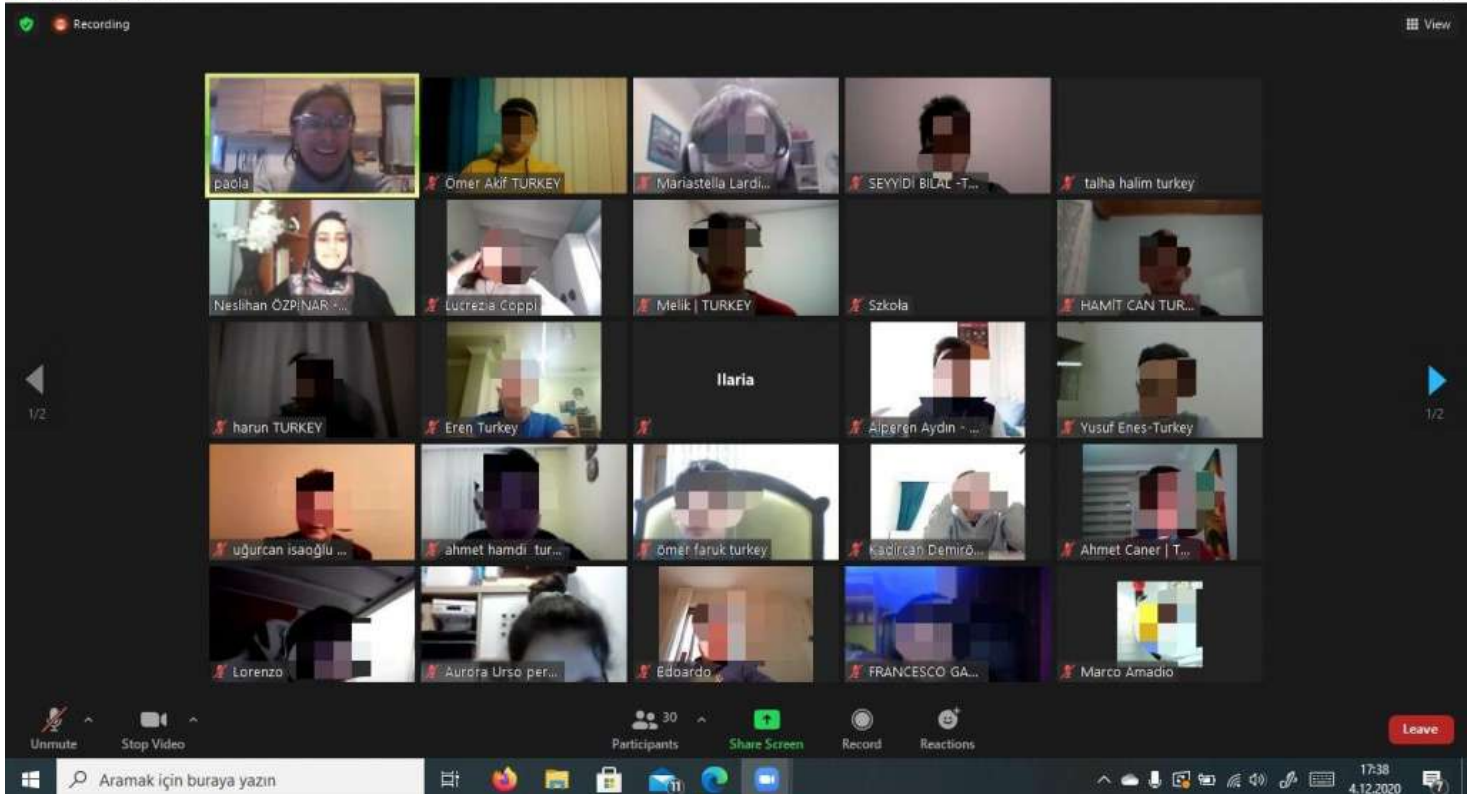 Recording
View
paola
Ömer Akif TURKEY
Mariastella Lardi...
SEYYİDİ BİLAL -T...
talha halim turkey
Neslihan ÖZPINAR -...
Lucrezia Coppi
Melik | TURKEY
Szkoła
HAMİT CAN TUR...
harun TURKEY
Eren Turkey
Ilaria
Alperen Aydın - ...
Yusuf Enes-Turkey
1/2
1/2
uğurcan isaoğlu ...
ahmet hamdi tur...
ömer faruk turkey
Kadircan Demirö...
Ahmet Caner | T...
Lorenzo
Aurora Urso per...
Edoardo
FRANCESCO GA...
Marco Amadio
Unmute
Stop Video
30
Participants
Share Screen
Record
Reactions
Leave
Aramak için buraya yazın
11
17:38
4.12.2020
7